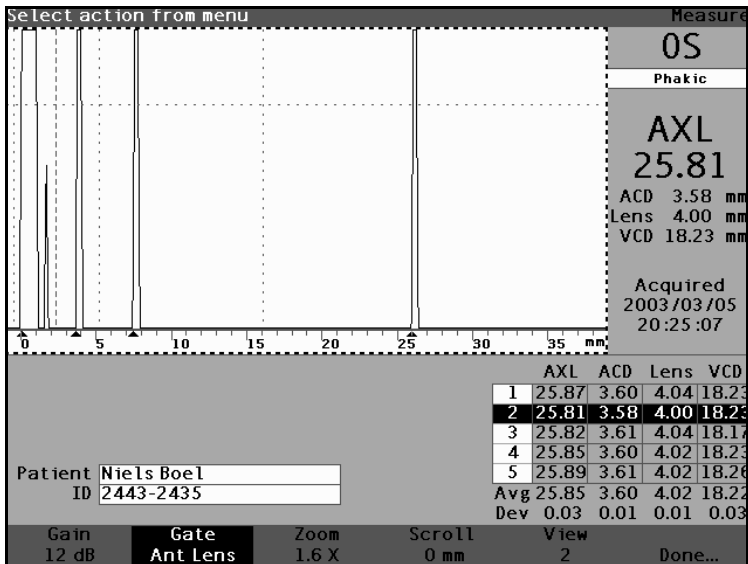 Select action from menu Measure
OS
Phakic
AXL
25.81
ACD 3.58 mm
Lens 4.00 mm
VCD 18.23 mm
Acquired
2003/03/05
20:25:07
0 5 10 15 20 25 30 35 mm
AXL ACD Lens VCD
1 25.87 3.60 4.04 18.23
2 25.81 3.58 4.00 18.23
3 25.82 3.61 4.04 18.17
4 25.85 3.60 4.02 18.23
5 25.89 3.61 4.02 18.26
Avg 25.85 3.60 4.02 18.22
Dev 0.03 0.01 0.01 0.03
Patient Niels Boel
ID 2443-2435
Gain Gate Zoom Scroll View
12 dB Ant Lens 1.6 X 0 mm 2 Done...